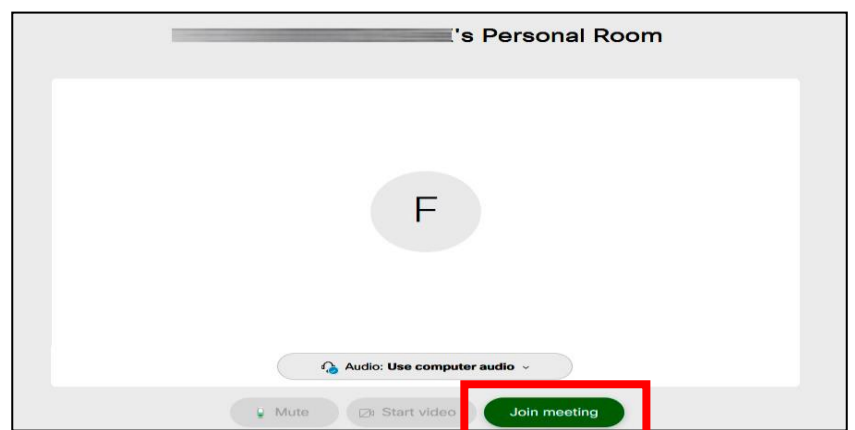 's Personal Room
F
Audio: Use computer audio
Mute Start video Join meeting